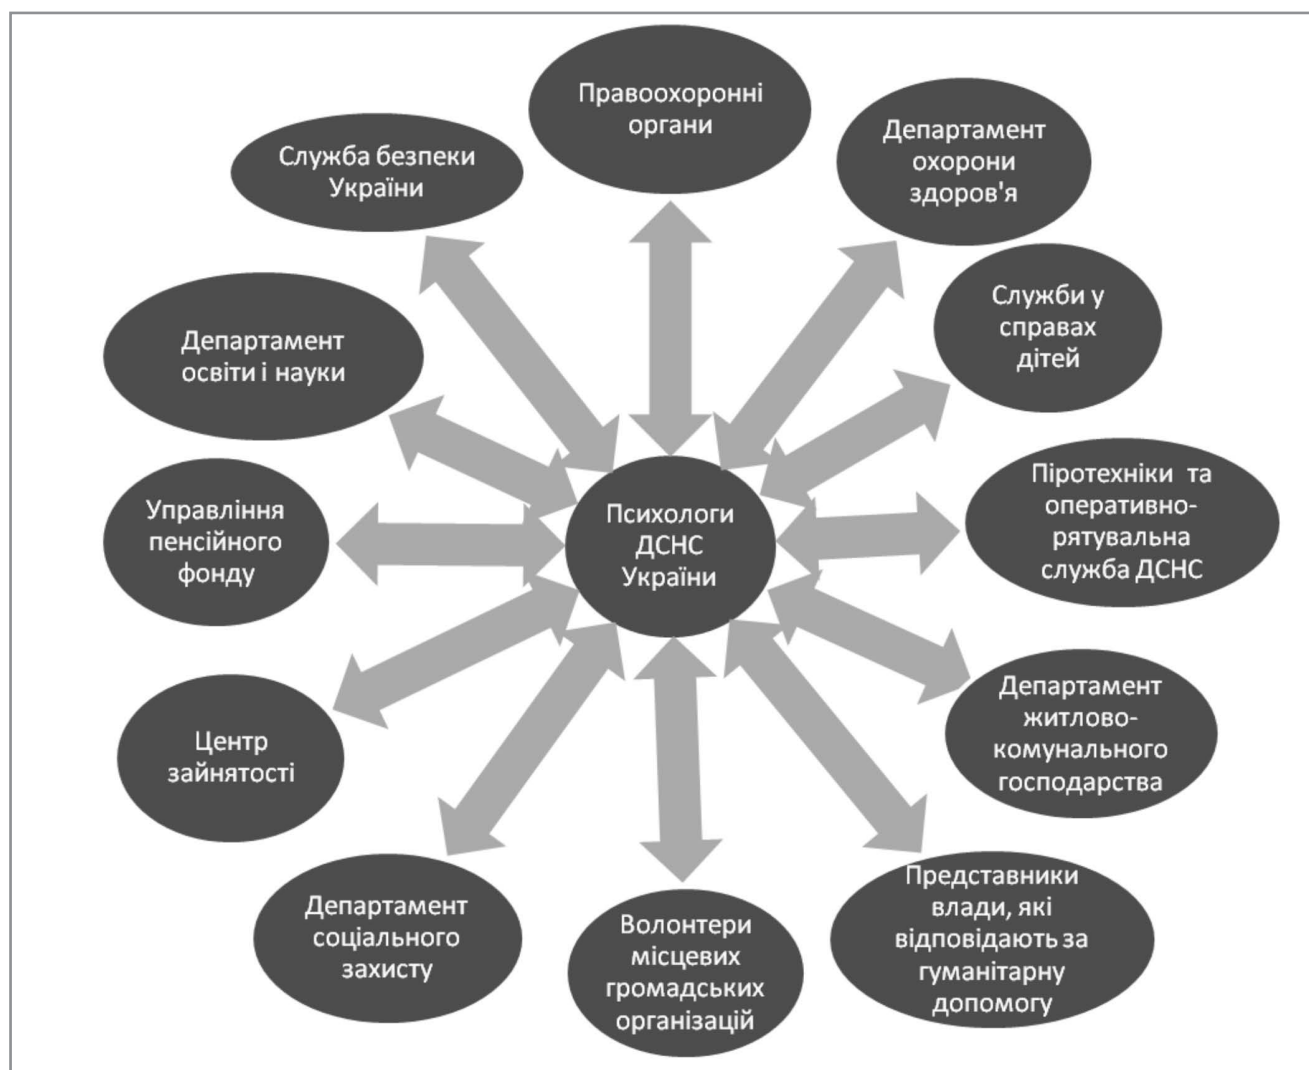 Правоохоронні
органи
Департамент
охорони
здоров'я
Служби у
справах
дітей
Піротехніки та
оперативно-
рятувальна
служба ДСНС
Департамент
житлово-
комунального
господарства
Представники
влади, які
відповідають за
гуманітарну
допомогу
Волонтери
місцевих
громадських
організацій
Департамент
соціального
захисту
Центр
зайнятості
Управління
пенсійного
фонду
Департамент
освіти і науки
Служба безпеки
України
Психологи
ДСНС
України